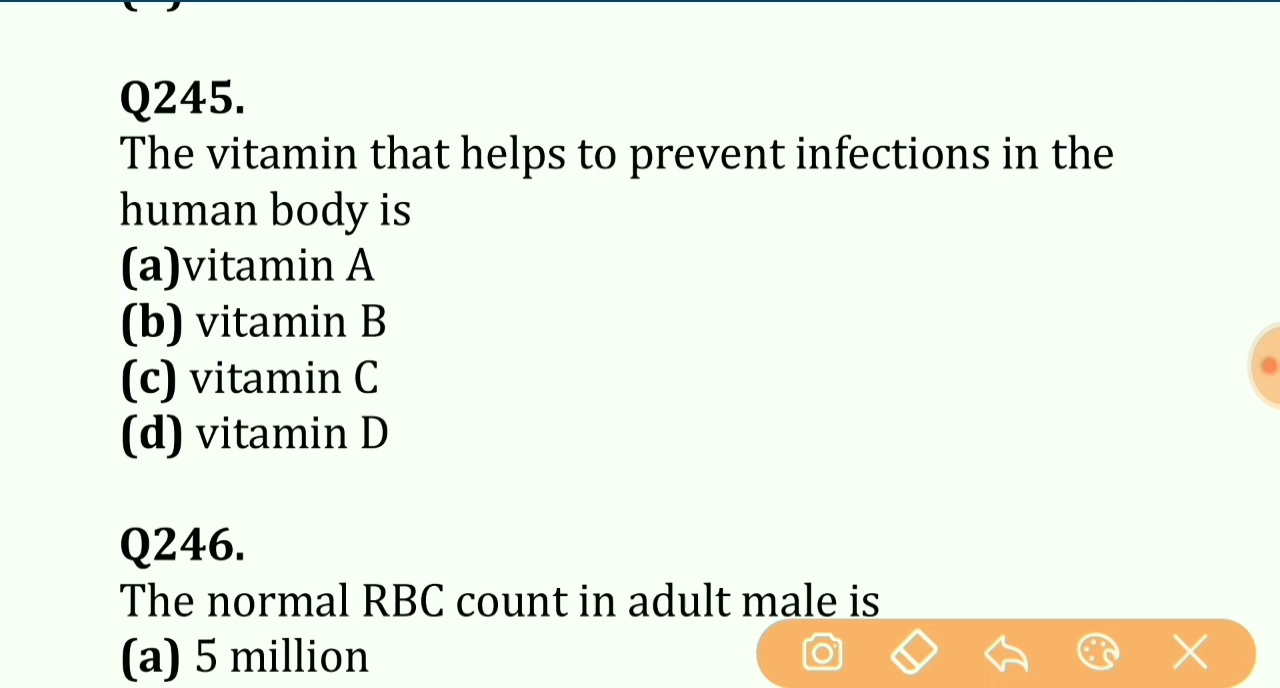 Q245.
The vitamin that helps to prevent infections in the
human body is
(a)vitamin A
(b) vitamin B
(c) vitamin C
(d) vitamin D
Q246.
The normal RBC count in adult male is
(a) 5 million